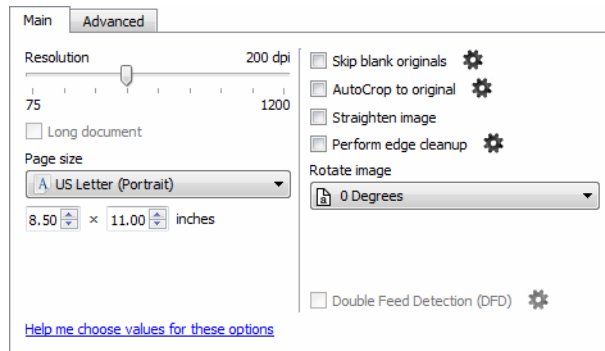 Main
Advanced
Resolution
200 dpi
75
1200
Long document
Page size
A US Letter (Portrait)
8.50 × 11.00 inches
Help me choose values for these options
Skip blank originals
AutoCrop to original
Straighten image
Perform edge cleanup
Rotate image
a 0 Degrees
Double Feed Detection (DFD)